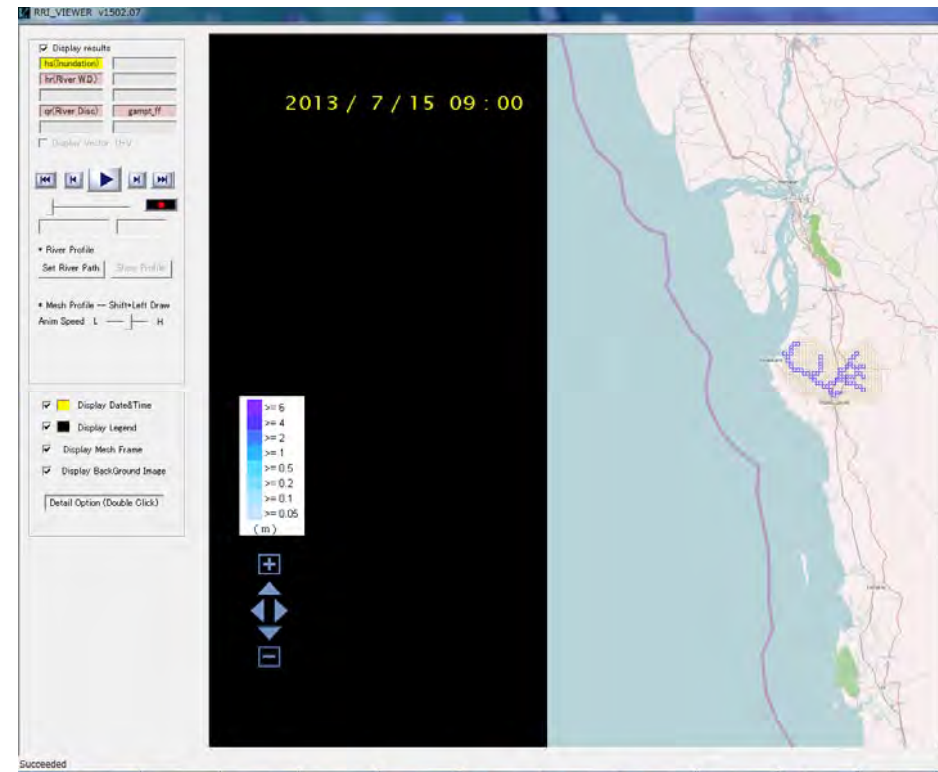 RRI_VIEWER v1502.07
Display results
hs(Inundation)
hr(River W.D.)
qr(River Disc) gampt_ff
Display Vector U+V
* River Profile
Set River Path Show Profile
* Mesh Profile — Shift+Left Draw
Anim Speed L H
Display Date&Time
Display Legend
Display Mesh Frame
Display BackGround Image
Detail Option (Double Click)
2013 / 7 / 15 09 : 00
>= 6
>= 4
>= 2
>= 1
>= 0.5
>= 0.2
>= 0.1
>= 0.05
( m )
Succeeded